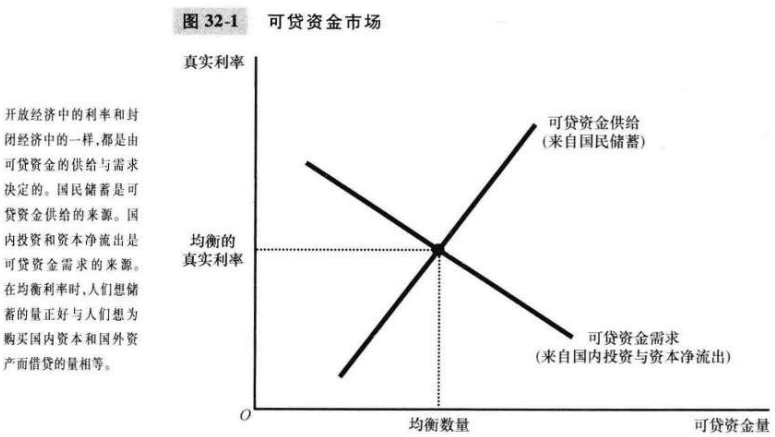 图 32-1 可贷资金市场
开放经济中的利率和封
闭经济中的一样,都是由
可贷资金的供给与需求
决定的。国民储蓄是可
贷资金供给的来源。国
内投资和资本净流出是
可贷资金需求的来源。
在均衡利率时,人们想储
蓄的量正好与人们想为
购买国内资本和国外资
产而借贷的量相等。
真实利率
可贷资金供给
(来自国民储蓄)
均衡的
真实利率
可贷资金需求
(来自国内投资与资本净流出)
O
均衡数量
可贷资金量